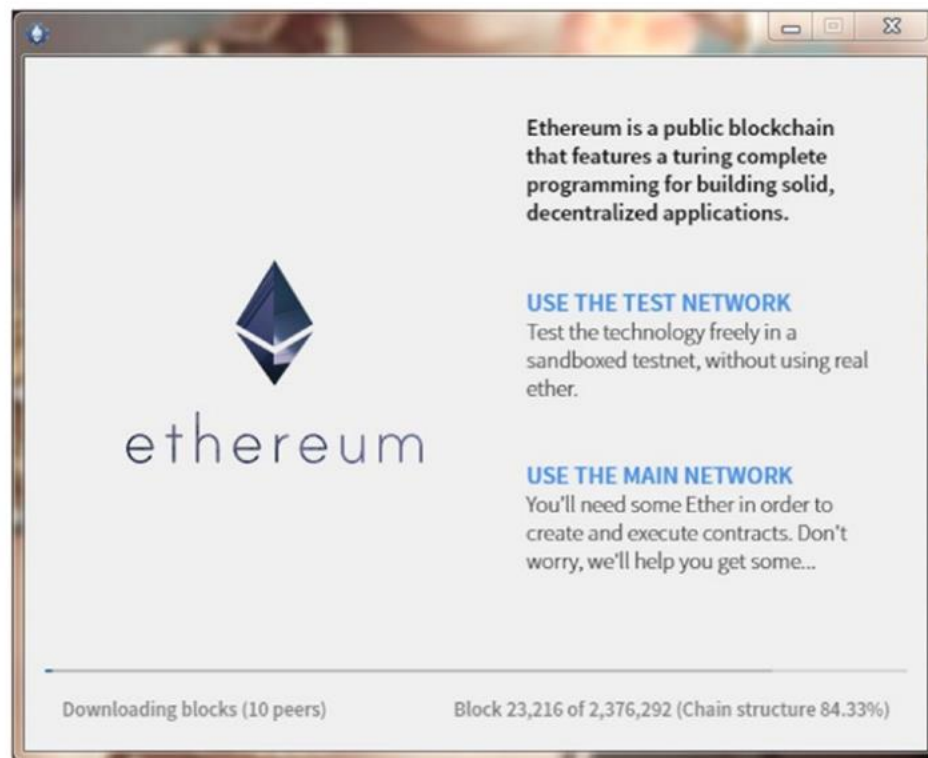 Ethereum is a public blockchain
that features a turing complete
programming for building solid,
decentralized applications.
ethereum
USE THE TEST NETWORK
Test the technology freely in a
sandboxed testnet, without using real
ether.
USE THE MAIN NETWORK
You'll need some Ether in order to
create and execute contracts. Don't
worry, we'll help you get some...
Downloading blocks (10 peers)
Block 23,216 of 2,376,292 (Chain structure 84.33%)